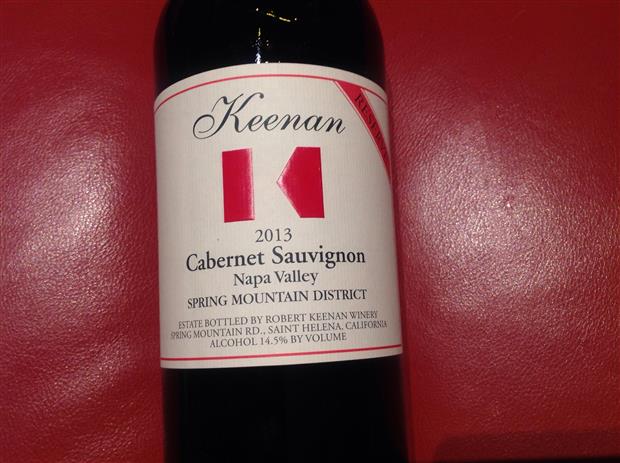 Keenan
RESERVE
2013
Cabernet Sauvignon
Napa Valley
SPRING MOUNTAIN DISTRICT
ESTATE BOTTLED BY ROBERT KEENAN WINERY
SPRING MOUNTAIN RD., SAINT HELENA, CALIFORNIA
ALCOHOL 14.5% BY VOLUME